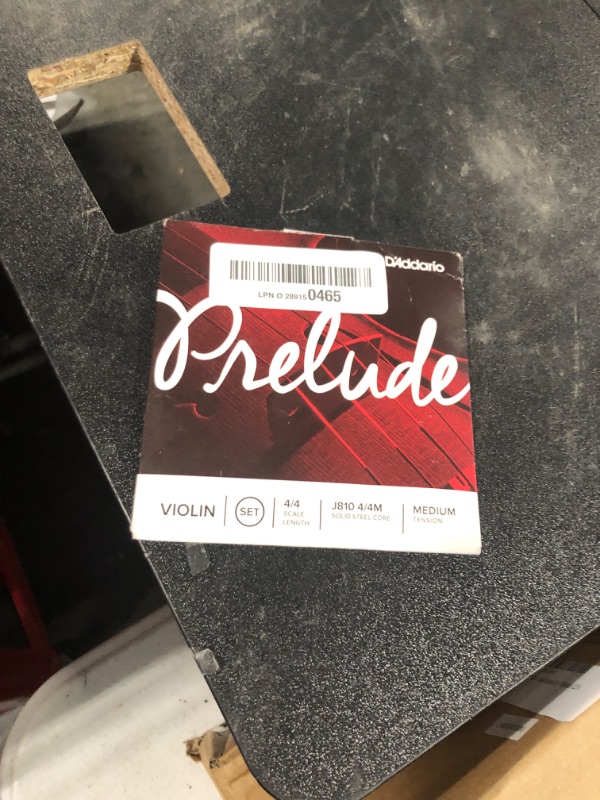 D'Addario
LPN O 28915 0465
Prelude
VIOLIN
SET
4/4
SCALE
LENGTH
J810 4/4M
SOLID STEEL CORE
MEDIUM
TENSION